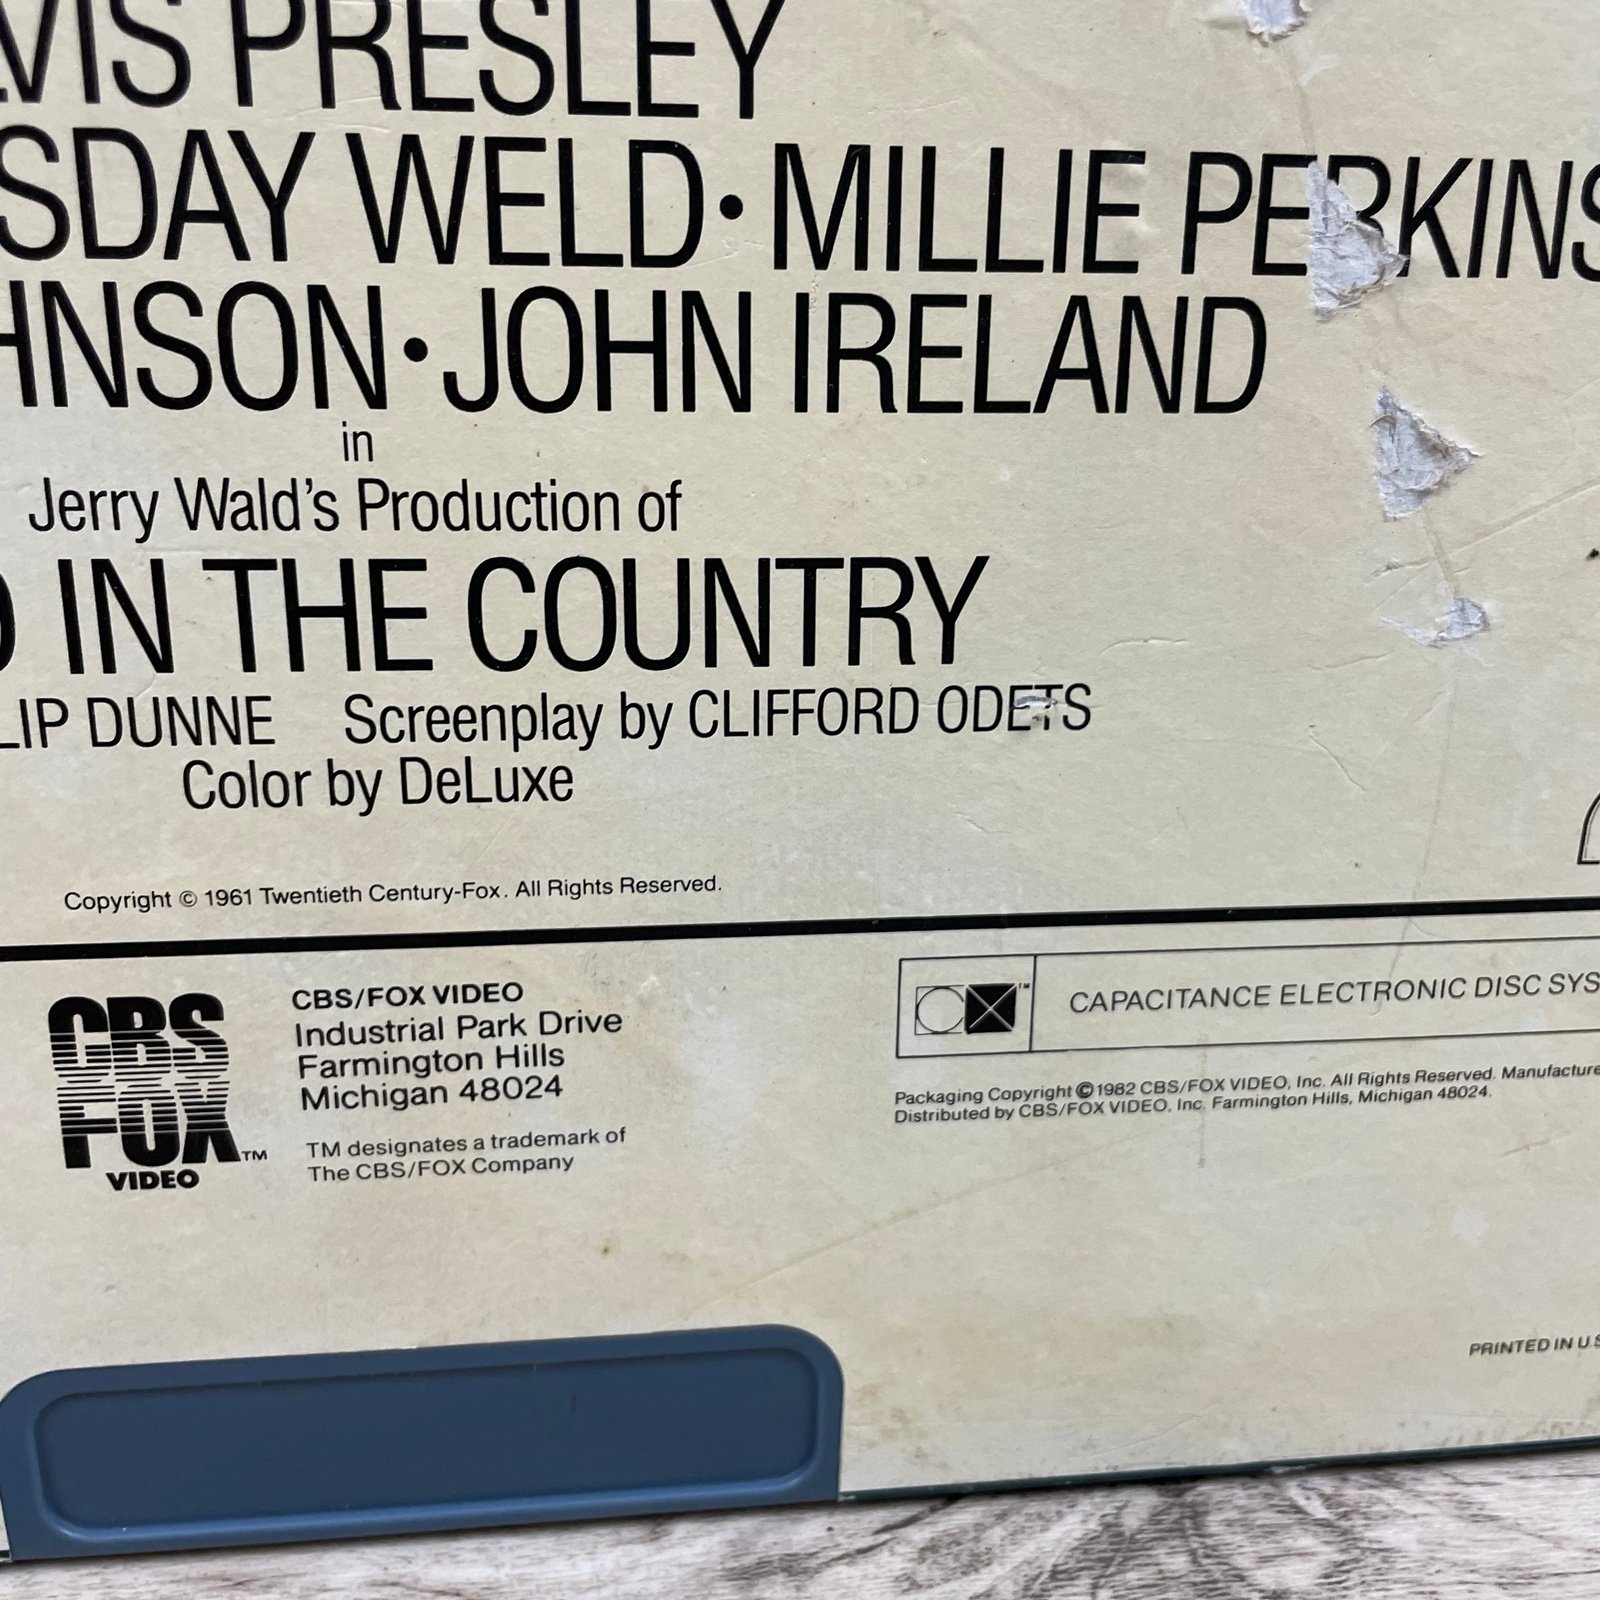 VIS PRESLEY
SDAY WELD • MILLIE PERKINS
HNSON • JOHN IRELAND
in
Jerry Wald's Production of
D IN THE COUNTRY
LIP DUNNE Screenplay by CLIFFORD ODETS
Color by DeLuxe
Copyright © 1961 Twentieth Century-Fox. All Rights Reserved.
CBS
FOX
TM
VIDEO
CBS/FOX VIDEO
Industrial Park Drive
Farmington Hills
Michigan 48024
TM designates a trademark of
The CBS/FOX Company
TM
CAPACITANCE ELECTRONIC DISC SYS
Packaging Copyright © 1982 CBS/FOX VIDEO, Inc. All Rights Reserved. Manufacture
Distributed by CBS/FOX VIDEO, Inc. Farmington Hills, Michigan 48024.
PRINTED IN U.S